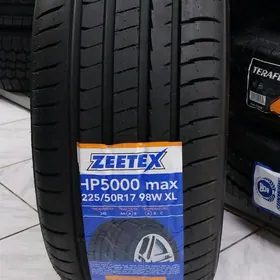 ZEETEX
HP5000 max
225/50R17 98W XL
TERAFL